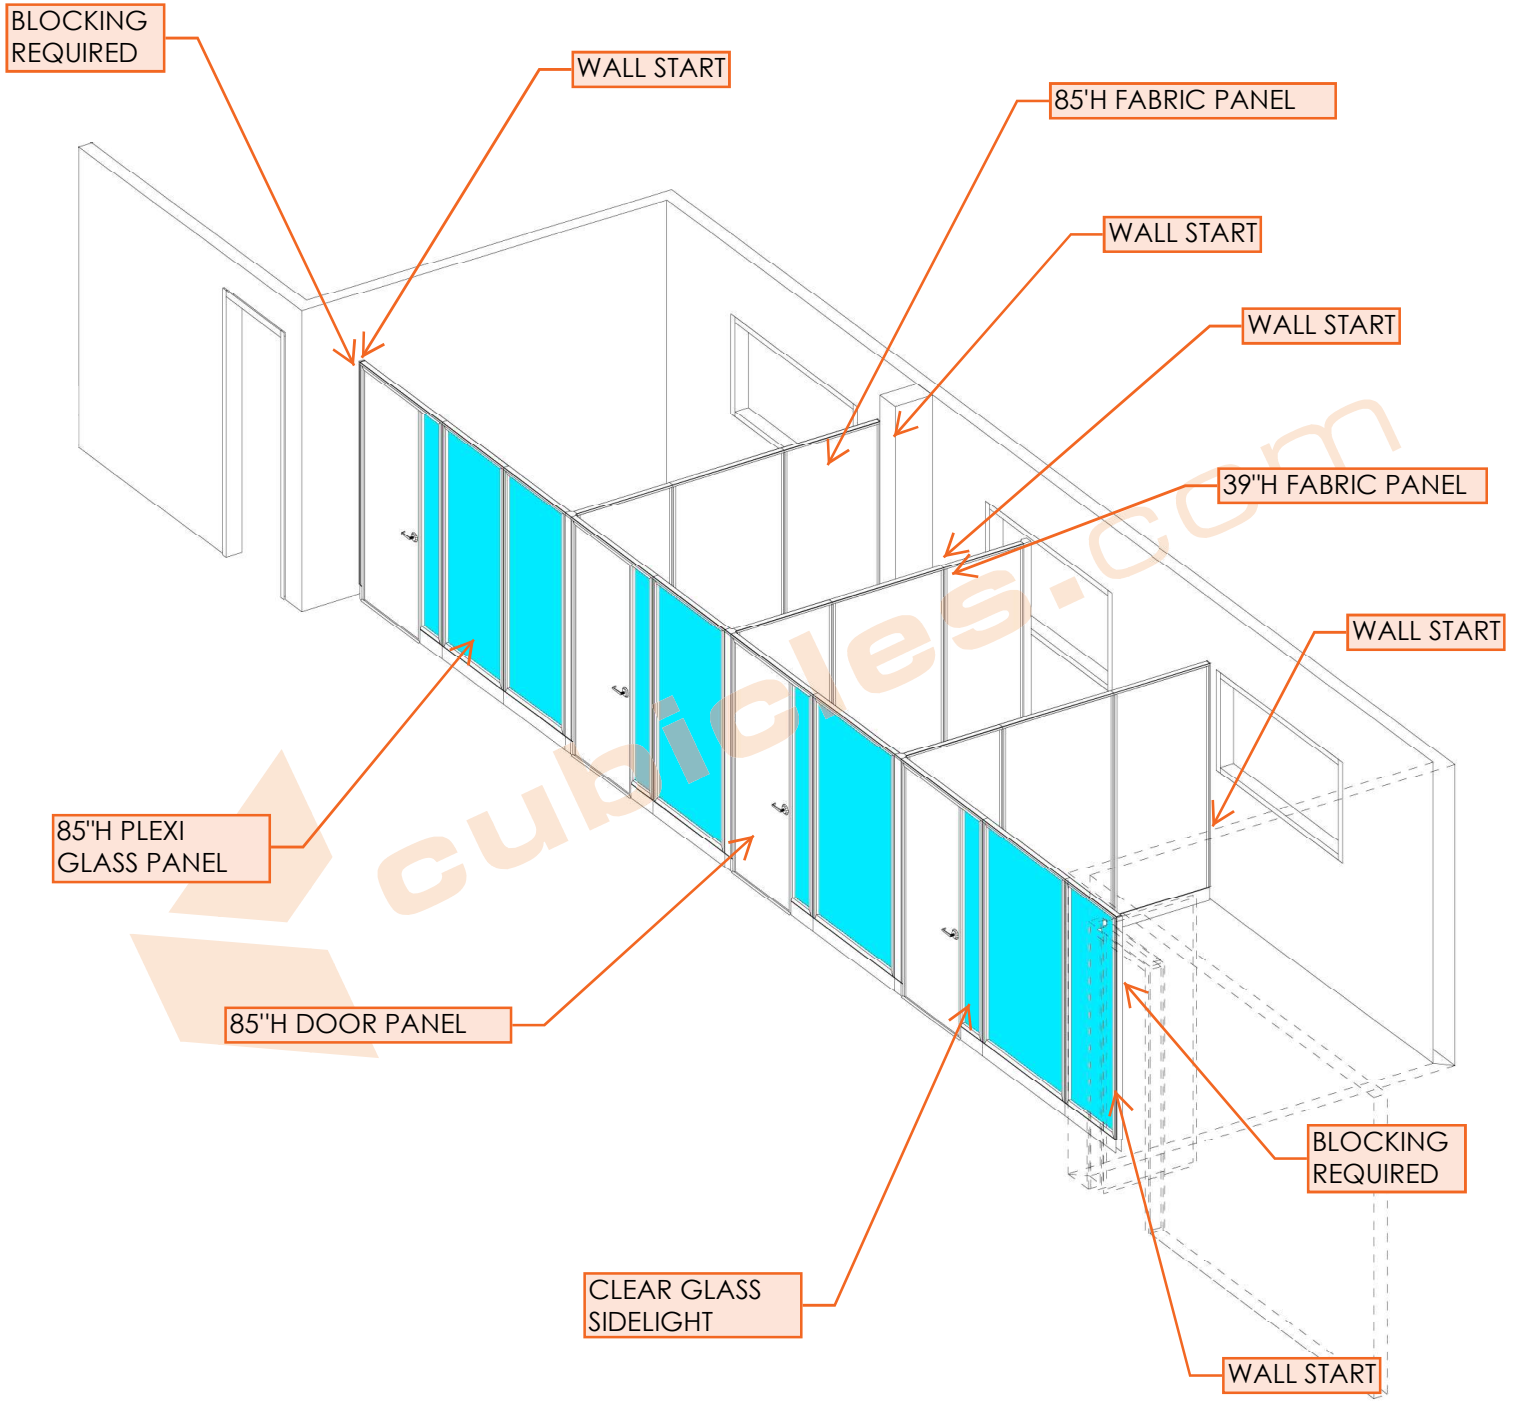 BLOCKING
REQUIRED
WALL START
85'H FABRIC PANEL
WALL START
WALL START
39"H FABRIC PANEL
WALL START
85"H PLEXI
GLASS PANEL
cubicles.com
85"H DOOR PANEL
BLOCKING
REQUIRED
CLEAR GLASS
SIDELIGHT
WALL START